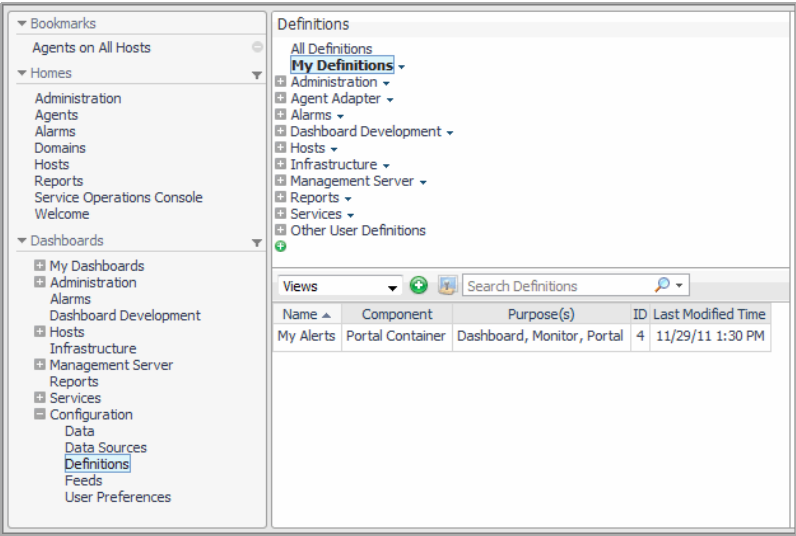 Bookmarks
Agents on All Hosts
Homes
Administration
Agents
Alarms
Domains
Hosts
Reports
Service Operations Console
Welcome
Dashboards
My Dashboards
Administration
Alarms
Dashboard Development
Hosts
Infrastructure
Management Server
Reports
Services
Configuration
Data
Data Sources
Definitions
Feeds
User Preferences
Definitions
All Definitions
My Definitions
Administration
Agent Adapter
Alarms
Dashboard Development
Hosts
Infrastructure
Management Server
Reports
Services
Other User Definitions
Views Search Definitions
Name Component Purpose(s) ID Last Modified Time
My Alerts Portal Container Dashboard, Monitor, Portal 4 11/29/11 1:30 PM